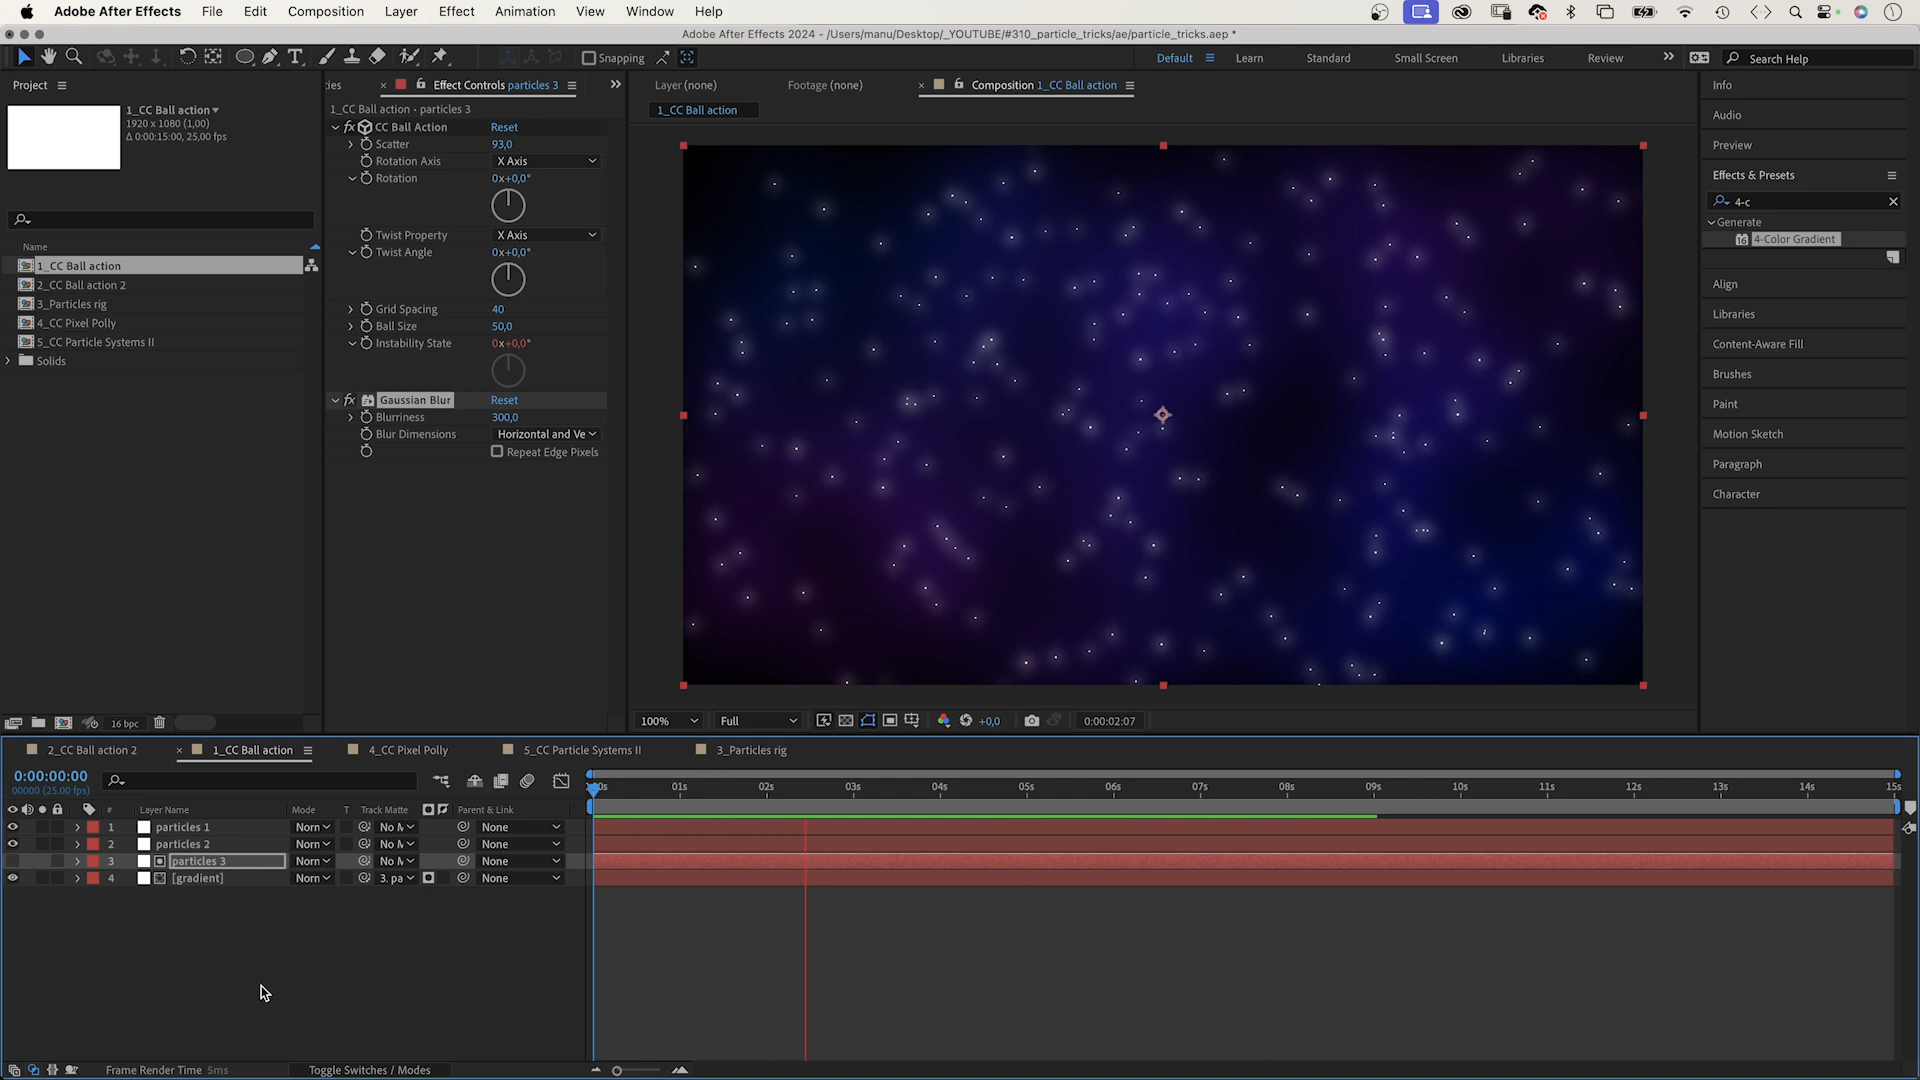 Adobe After Effects File Edit Composition Layer Effect Animation View Window Help
Adobe After Effects 2024 - /Users/manu/Desktop/_YOUTUBE/#310_particle_tricks/ae/particle_tricks.aep *
Snapping
Default Learn Standard Small Screen Libraries Review Search Help
Project
1_CC Ball action
1920 x 1080 (1,00)
Δ 0:00:15:00, 25,00 fps
Name
1_CC Ball action
2_CC Ball action 2
3_Particles rig
4_CC Pixel Polly
5_CC Particle Systems II
Solids
16 bpc
ies
Effect Controls particles 3
1_CC Ball action • particles 3
fx CC Ball Action Reset
Scatter 93,0
Rotation Axis X Axis
Rotation 0x+0,0°
Twist Property X Axis
Twist Angle 0x+0,0°
Grid Spacing 40
Ball Size 50,0
Instability State 0x+0,0°
fx Gaussian Blur Reset
Blurriness 300,0
Blur Dimensions Horizontal and Ve
Repeat Edge Pixels
Layer (none) Footage (none) Composition 1_CC Ball action
1_CC Ball action
100% Full +0,0 0:00:02:07
Info
Audio
Preview
Effects & Presets
4-c
Generate
16 4-Color Gradient
Align
Libraries
Content-Aware Fill
Brushes
Paint
Motion Sketch
Paragraph
Character
2_CC Ball action 2 1_CC Ball action 4_CC Pixel Polly 5_CC Particle Systems II 3_Particles rig
0:00:00:00
00000 (25.00 fps)
# Layer Name Mode T Track Matte Parent & Link
1 particles 1 Norn No M None
2 particles 2 Norn No M None
3 particles 3 Norn No M None
4 [gradient] Norn 3. pa None
00s 01s 02s 03s 04s 05s 06s 07s 08s 09s 10s 11s 12s 13s 14s 15s
Frame Render Time 5ms Toggle Switches / Modes